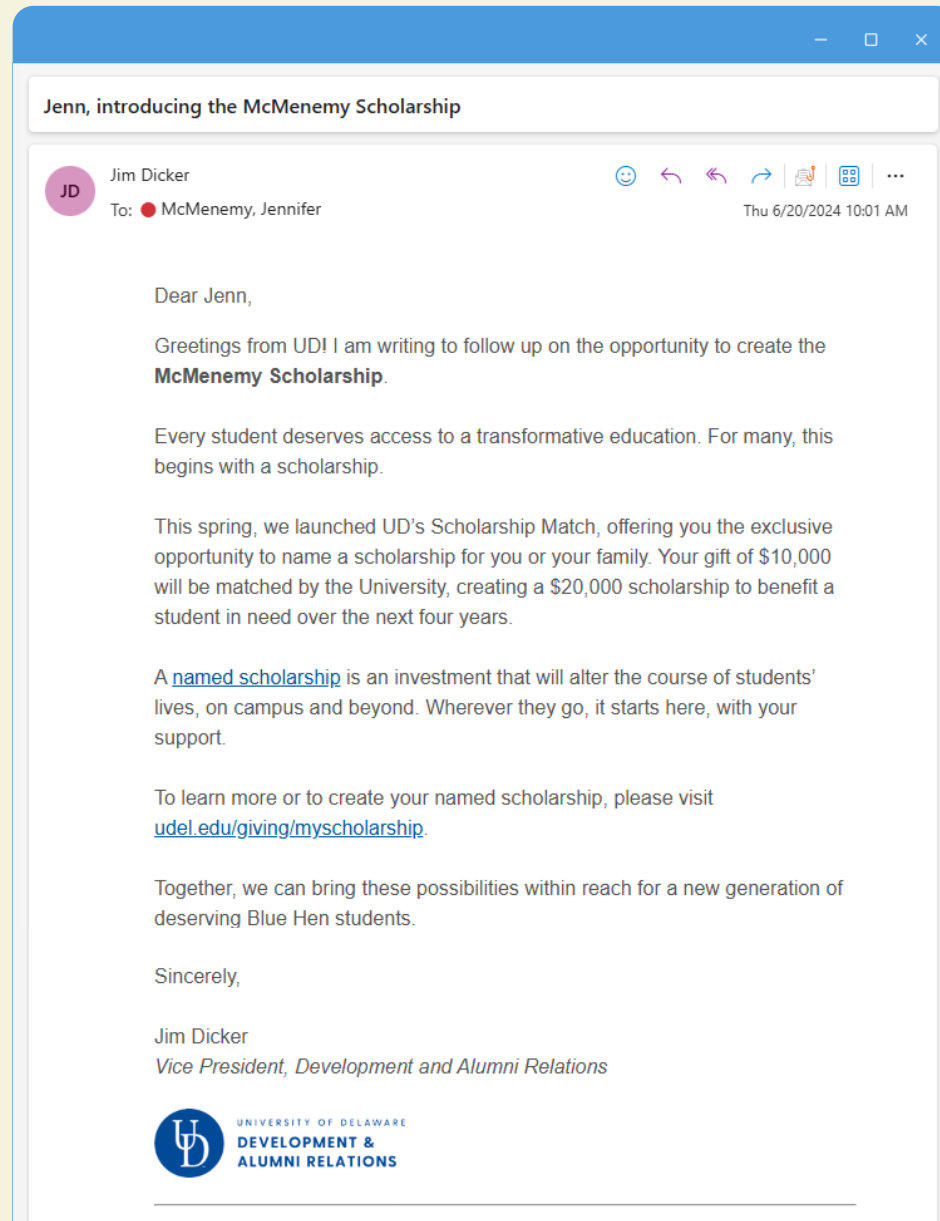 Jenn, introducing the McMenemy Scholarship
JD
Jim Dicker
To: McMenemy, Jennifer
Thu 6/20/2024 10:01 AM
Dear Jenn,
Greetings from UD! I am writing to follow up on the opportunity to create the
McMenemy Scholarship.
Every student deserves access to a transformative education. For many, this
begins with a scholarship.
This spring, we launched UD’s Scholarship Match, offering you the exclusive
opportunity to name a scholarship for you or your family. Your gift of $10,000
will be matched by the University, creating a $20,000 scholarship to benefit a
student in need over the next four years.
A named scholarship is an investment that will alter the course of students’
lives, on campus and beyond. Wherever they go, it starts here, with your
support.
To learn more or to create your named scholarship, please visit
udel.edu/giving/myscholarship.
Together, we can bring these possibilities within reach for a new generation of
deserving Blue Hen students.
Sincerely,
Jim Dicker
Vice President, Development and Alumni Relations
UD
UNIVERSITY OF DELAWARE
DEVELOPMENT &
ALUMNI RELATIONS